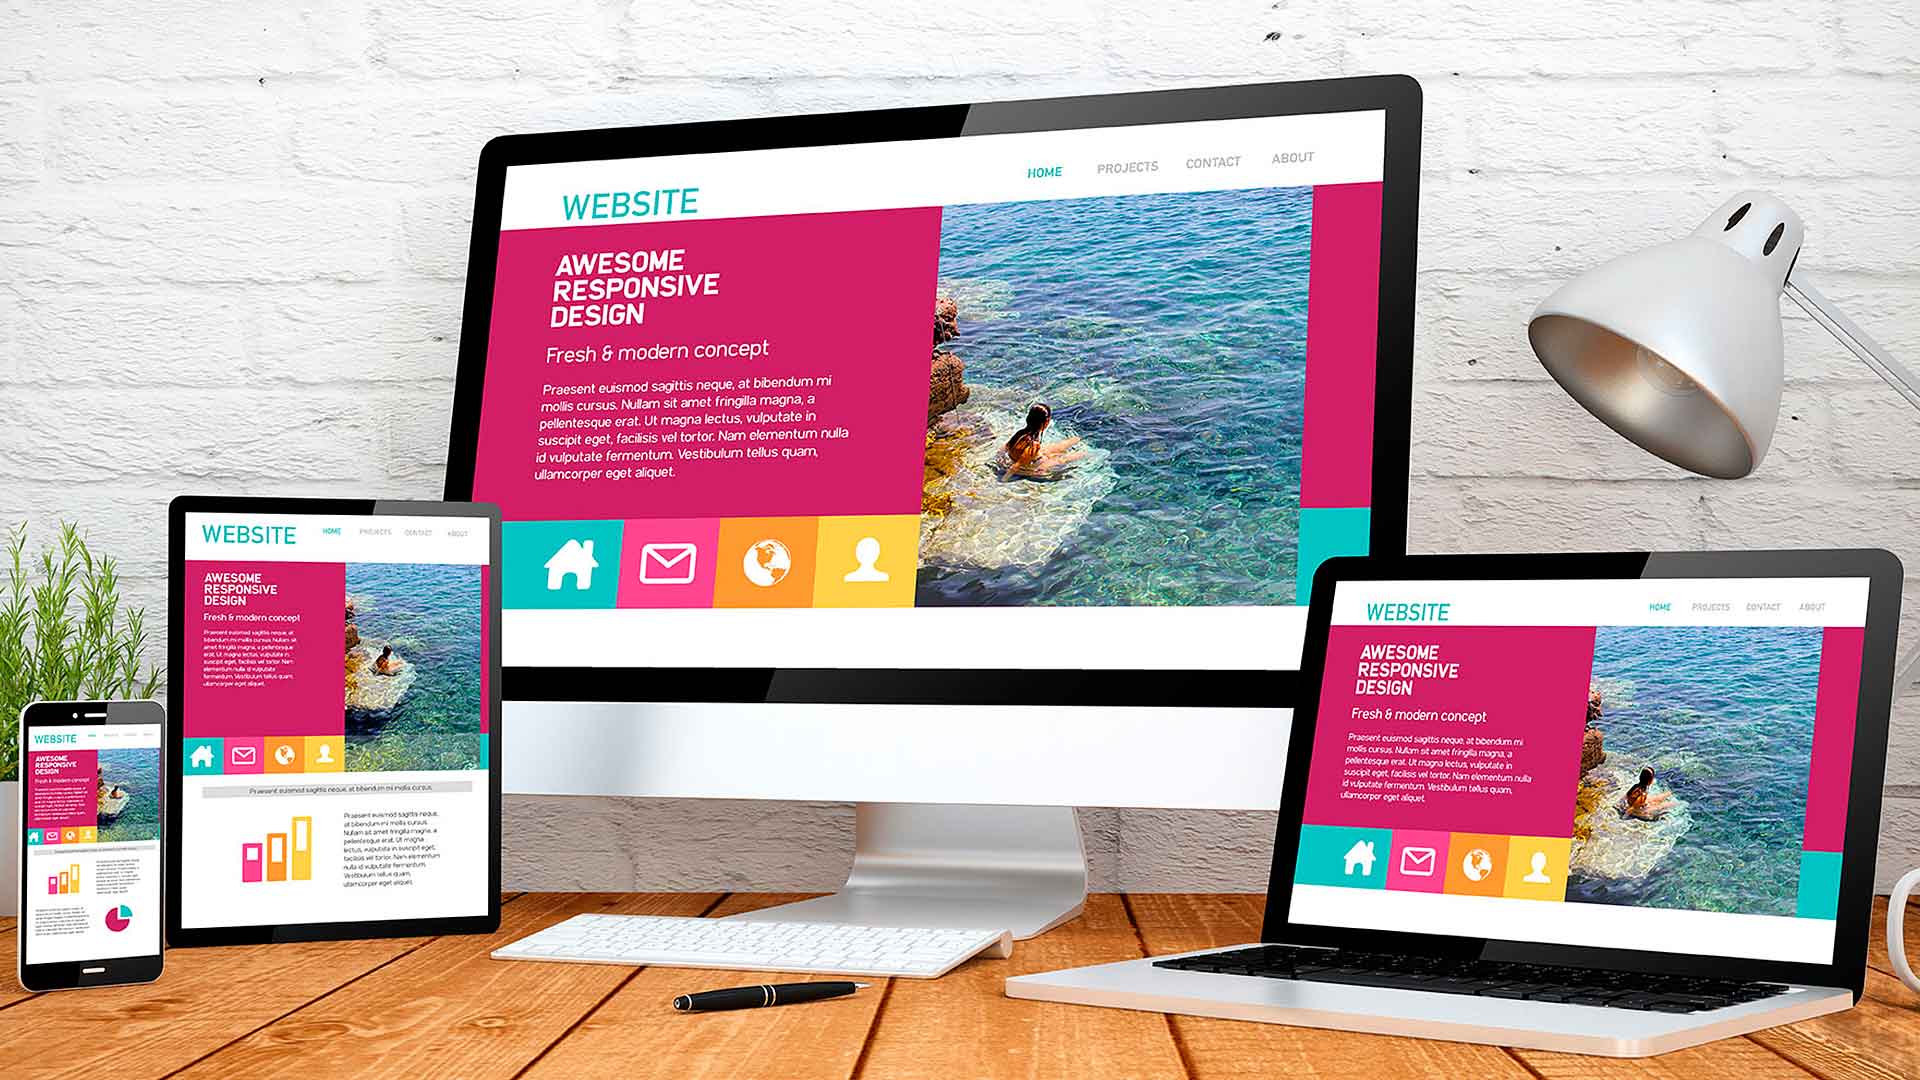 WEBSITE
HOME PROJECTS CONTACT ABOUT
AWESOME
RESPONSIVE
DESIGN
Fresh & modern concept
Praesent euismod sagittis neque, at bibendum mi
mollis cursus. Nullam sit amet fringilla magna, a
pellentesque erat. Ut magna lectus, vulputate in
suscipit eget, facilisis vel tortor. Nam elementum nulla
id vulputate fermentum. Vestibulum tellus quam,
ullamcorper eget aliquet.
WEBSITE
HOME PROJECTS CONTACT ABOUT
AWESOME
RESPONSIVE
DESIGN
Fresh & modern concept
Praesent euismod sagittis neque, at
bibendum mi mollis cursus. Nullam sit
amet fringilla magna, a pellentesque
erat. Ut magna lectus, vulputate in
suscipit eget, facilisis vel tortor. Nam
elementum nulla id vulputate
fermentum. Vestibulum tellus quam,
ullamcorper eget aliquet.
Praesent euismod sagittis neque, at bibendum mi mollis cursus.
Praesent euismod sagittis neque,
at bibendum mi mollis cursus.
Nullam sit amet fringilla magna, a
pellentesque erat. Ut magna
lectus, vulputate in suscipit eget,
facilisis vel tortor. Nam elementum
nulla id vulputate fermentum.
Vestibulum tellus quam,
ullamcorper eget aliquet.
WEBSITE
AWESOME
RESPONSIVE
DESIGN
Fresh & modern concept
WEBSITE
HOME PROJECTS CONTACT ABOUT
AWESOME
RESPONSIVE
DESIGN
Fresh & modern concept
Praesent euismod sagittis neque, at bibendum mi
mollis cursus. Nullam sit amet fringilla magna, a
pellentesque erat. Ut magna lectus, vulputate in
suscipit eget, facilisis vel tortor. Nam elementum nulla
id vulputate fermentum. Vestibulum tellus quam,
ullamcorper eget aliquet.